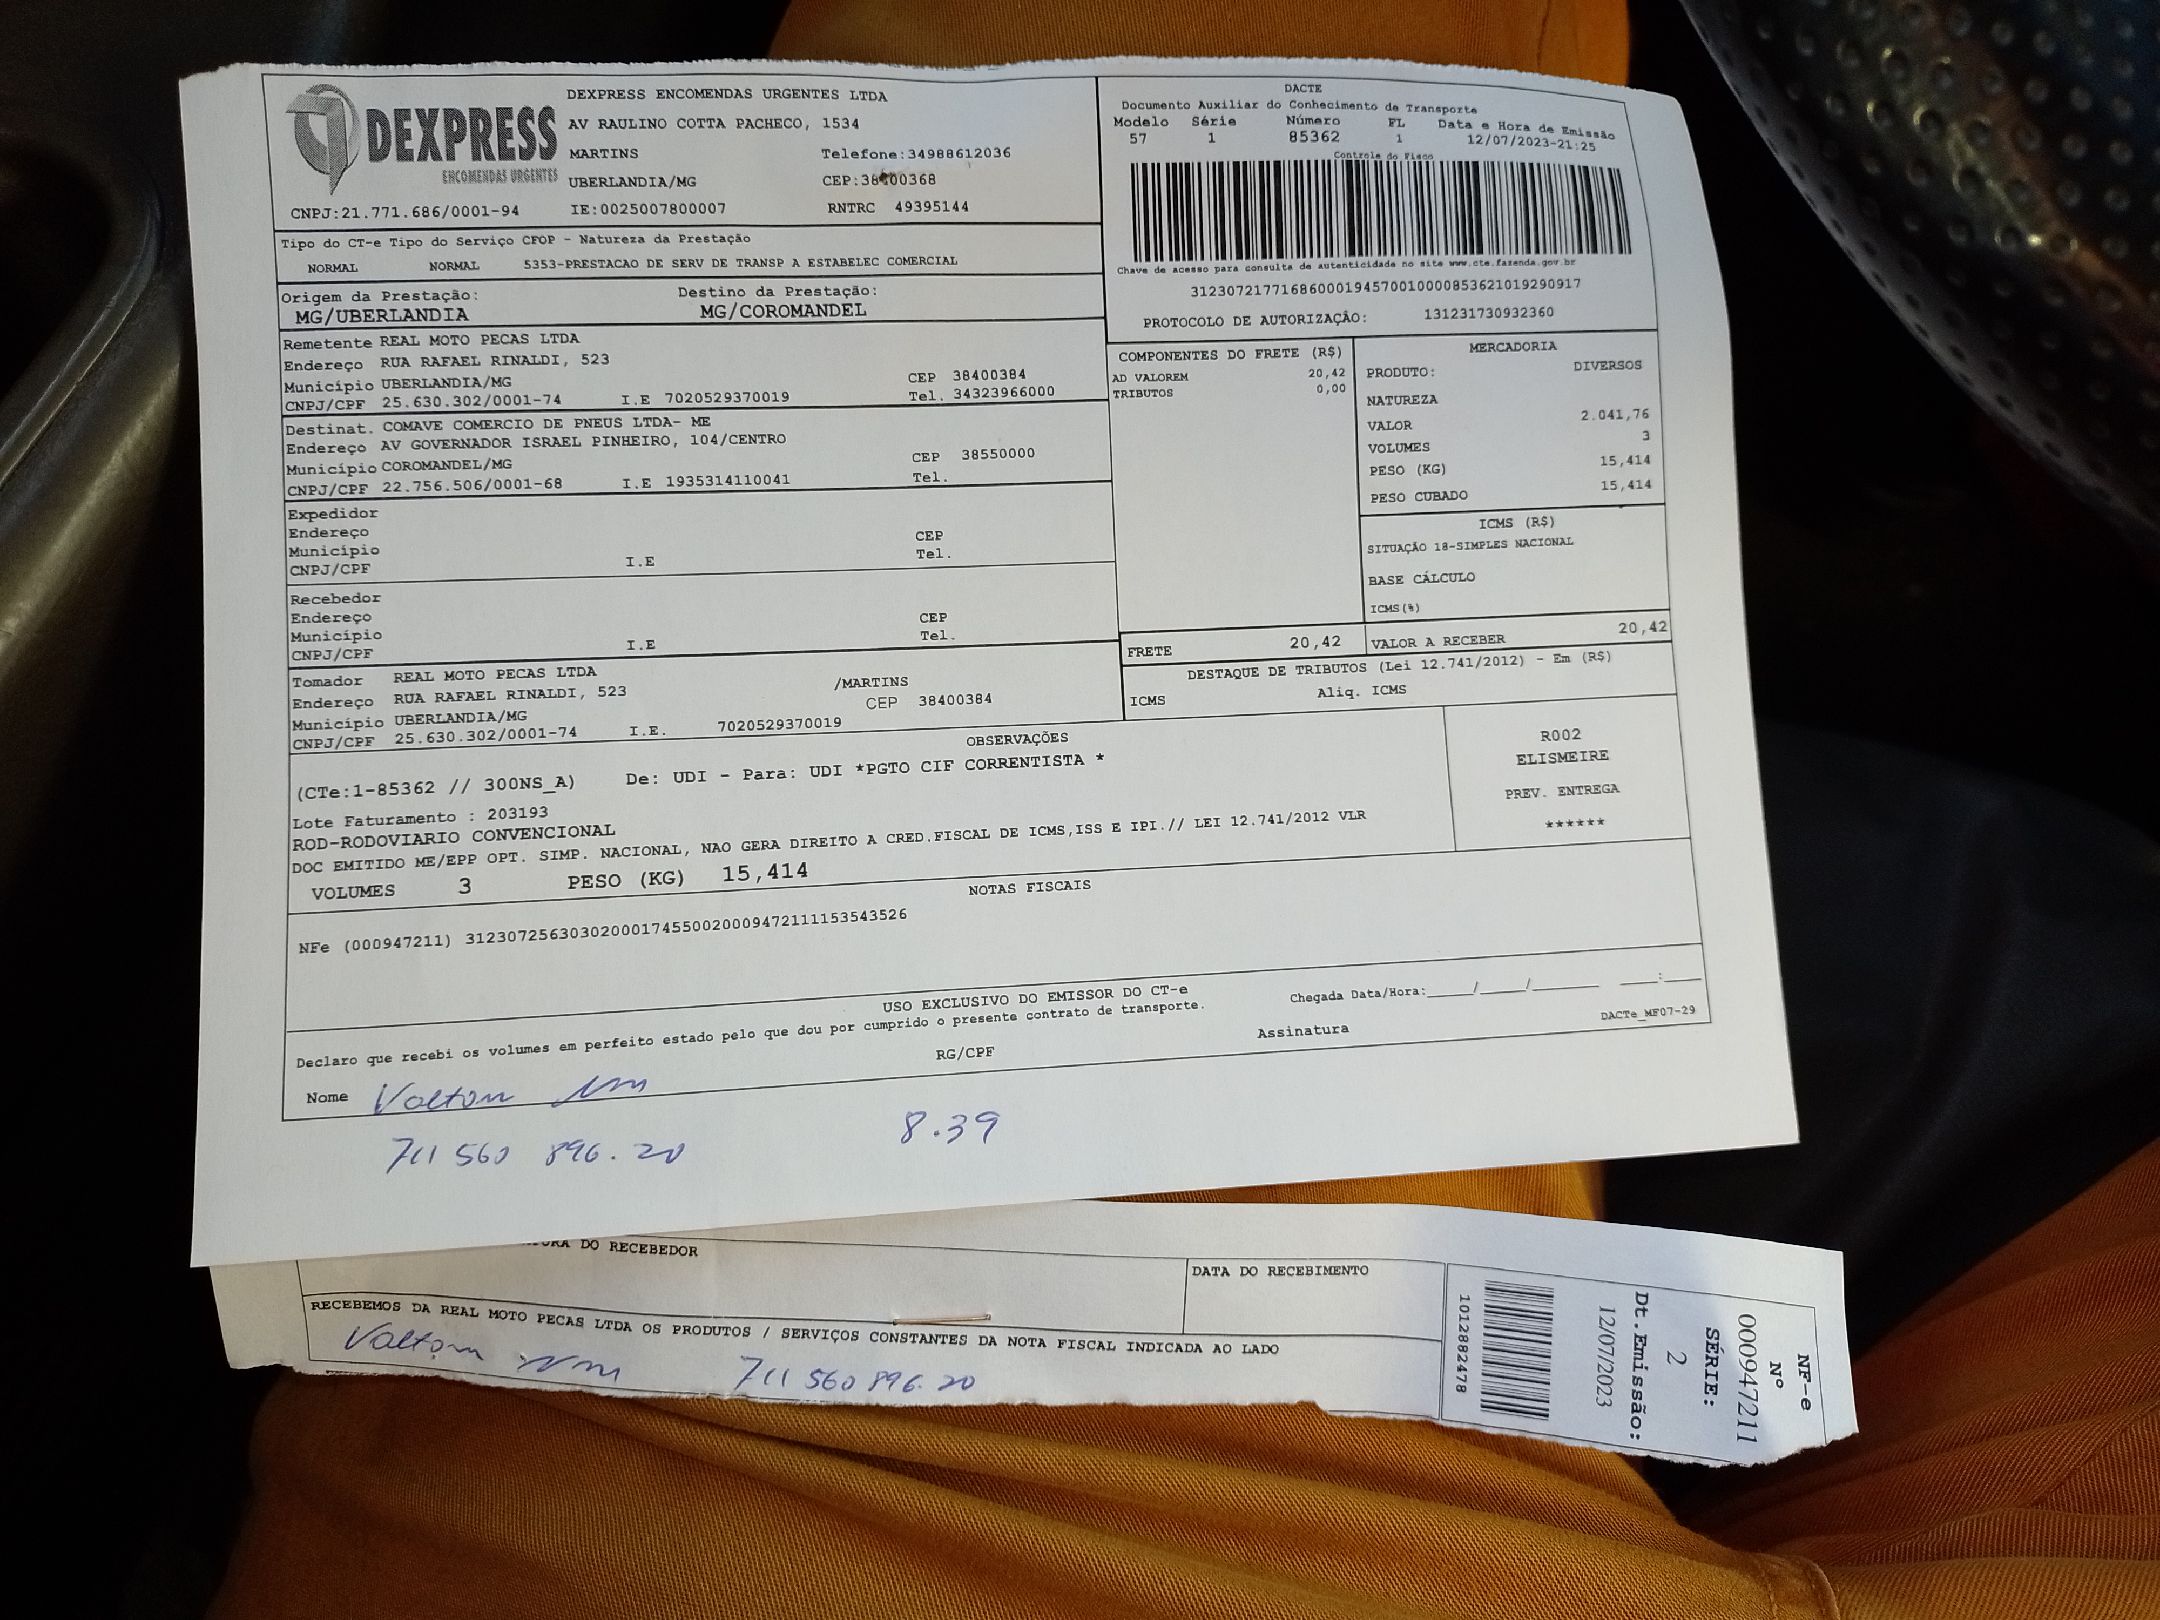 DEXPRESS
ENCOMENDAS URGENTES
DEXPRESS ENCOMENDAS URGENTES LTDA
AV RAULINO COTTA PACHECO, 1534
MARTINS Telefone:34988612036
UBERLANDIA/MG CEP:38400368
CNPJ:21.771.686/0001-94 IE:0025007800007 RNTRC 49395144
DACTE
Documento Auxiliar do Conhecimento de Transporte
Modelo Série Número FL Data e Hora de Emissão
57 1 85362 1 12/07/2023-21:25
Controle do Fisco
Chave de acesso para consulta de autenticidade no site www.cte.fazenda.gov.br
31230721771686000194570010000853621019290917
PROTOCOLO DE AUTORIZAÇÃO: 131231730932360
Tipo do CT-e Tipo do Serviço CFOP - Natureza da Prestação
NORMAL NORMAL 5353-PRESTACAO DE SERV DE TRANSP A ESTABELEC COMERCIAL
Origem da Prestação: Destino da Prestação:
MG/UBERLANDIA MG/COROMANDEL
Remetente REAL MOTO PECAS LTDA
Endereço RUA RAFAEL RINALDI, 523
Município UBERLANDIA/MG CEP 38400384
CNPJ/CPF 25.630.302/0001-74 I.E 7020529370019 Tel. 34323966000
Destinat. COMAVE COMERCIO DE PNEUS LTDA- ME
Endereço AV GOVERNADOR ISRAEL PINHEIRO, 104/CENTRO
Município COROMANDEL/MG CEP 38550000
CNPJ/CPF 22.756.506/0001-68 I.E 1935314110041 Tel.
Expedidor
Endereço
Município CEP
CNPJ/CPF I.E Tel.
Recebedor
Endereço
Município CEP
CNPJ/CPF I.E Tel.
Tomador REAL MOTO PECAS LTDA
Endereço RUA RAFAEL RINALDI, 523 /MARTINS
Município UBERLANDIA/MG CEP 38400384
CNPJ/CPF 25.630.302/0001-74 I.E. 7020529370019
COMPONENTES DO FRETE (R$)
AD VALOREM 20,42
TRIBUTOS 0,00
MERCADORIA
PRODUTO: DIVERSOS
NATUREZA
VALOR 2.041,76
VOLUMES 3
PESO (KG) 15,414
PESO CUBADO 15,414
ICMS (R$)
SITUAÇÃO 18-SIMPLES NACIONAL
BASE CÁLCULO
ICMS(%)
FRETE 20,42 VALOR A RECEBER 20,42
DESTAQUE DE TRIBUTOS (Lei 12.741/2012) - Em (R$)
ICMS Aliq. ICMS
OBSERVAÇÕES
(CTe:1-85362 // 300NS_A) De: UDI - Para: UDI *PGTO CIF CORRENTISTA *
Lote Faturamento : 203193
ROD-RODOVIARIO CONVENCIONAL
DOC EMITIDO ME/EPP OPT. SIMP. NACIONAL, NAO GERA DIREITO A CRED.FISCAL DE ICMS,ISS E IPI.// LEI 12.741/2012 VLR
VOLUMES 3 PESO (KG) 15,414
R002
ELISMEIRE
PREV. ENTREGA
******
NOTAS FISCAIS
NFe (000947211) 31230725630302000174550020009472111153543526
USO EXCLUSIVO DO EMISSOR DO CT-e
Declaro que recebi os volumes em perfeito estado pelo que dou por cumprido o presente contrato de transporte.
Chegada Data/Hora:_____/_____/_______ ____:____
Nome RG/CPF Assinatura DACTe_MF07-29
711 560 896.20 8.39
DO RECEBEDOR
DATA DO RECEBIMENTO
RECEBEMOS DA REAL MOTO PECAS LTDA OS PRODUTOS / SERVIÇOS CONSTANTES DA NOTA FISCAL INDICADA AO LADO
711 560 896.20
1012882478
NF-e
Nº
000947211
SÉRIE:
2
Dt.Emissão:
12/07/2023